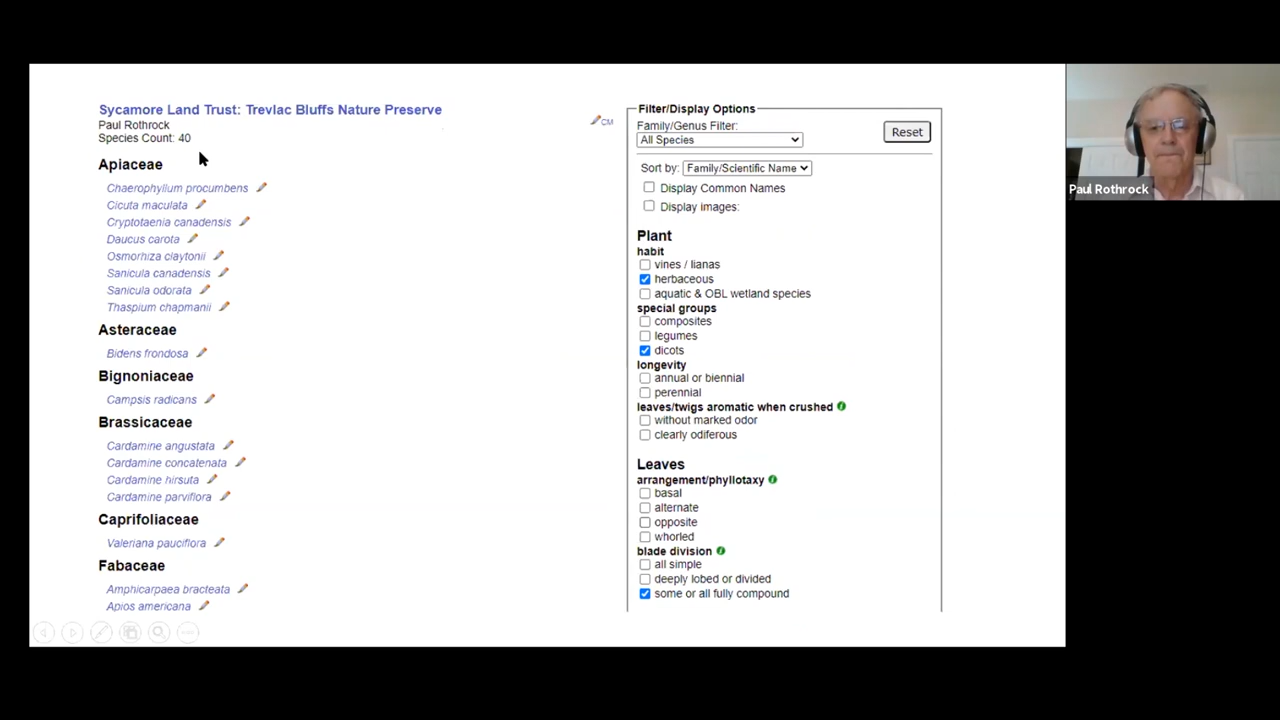 Sycamore Land Trust: Trevlac Bluffs Nature Preserve
Paul Rothrock
Species Count: 40
Apiaceae
Chaerophyllum procumbens
Cicuta maculata
Cryptotaenia canadensis
Daucus carota
Osmorhiza claytonii
Sanicula canadensis
Sanicula odorata
Thaspium chapmanii
Asteraceae
Bidens frondosa
Bignoniaceae
Campsis radicans
Brassicaceae
Cardamine angustata
Cardamine concatenata
Cardamine hirsuta
Cardamine parviflora
Caprifoliaceae
Valeriana pauciflora
Fabaceae
Amphicarpaea bracteata
Apios americana
CM
Filter/Display Options
Family/Genus Filter:
All Species
Reset
Sort by: Family/Scientific Name
Display Common Names
Display images:
Plant
habit
vines / lianas
herbaceous
aquatic & OBL wetland species
special groups
composites
legumes
dicots
longevity
annual or biennial
perennial
leaves/twigs aromatic when crushed
without marked odor
clearly odiferous
Leaves
arrangement/phyllotaxy
basal
alternate
opposite
whorled
blade division
all simple
deeply lobed or divided
some or all fully compound
Paul Rothrock